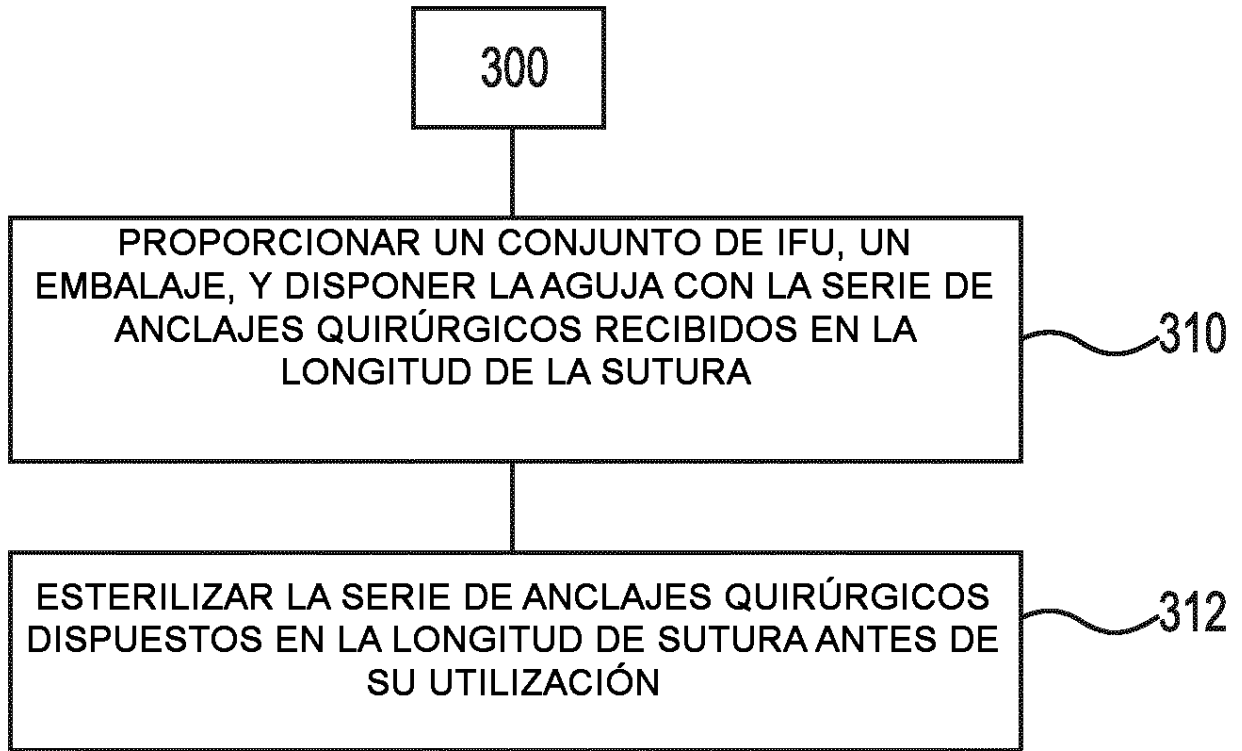 300
PROPORCIONAR UN CONJUNTO DE IFU, UN
EMBALAJE, Y DISPONER LA AGUJA CON LA SERIE DE
ANCLAJES QUIRÚRGICOS RECIBIDOS EN LA
LONGITUD DE LA SUTURA
310
ESTERILIZAR LA SERIE DE ANCLAJES QUIRÚRGICOS
DISPUESTOS EN LA LONGITUD DE SUTURA ANTES DE
SU UTILIZACIÓN
312